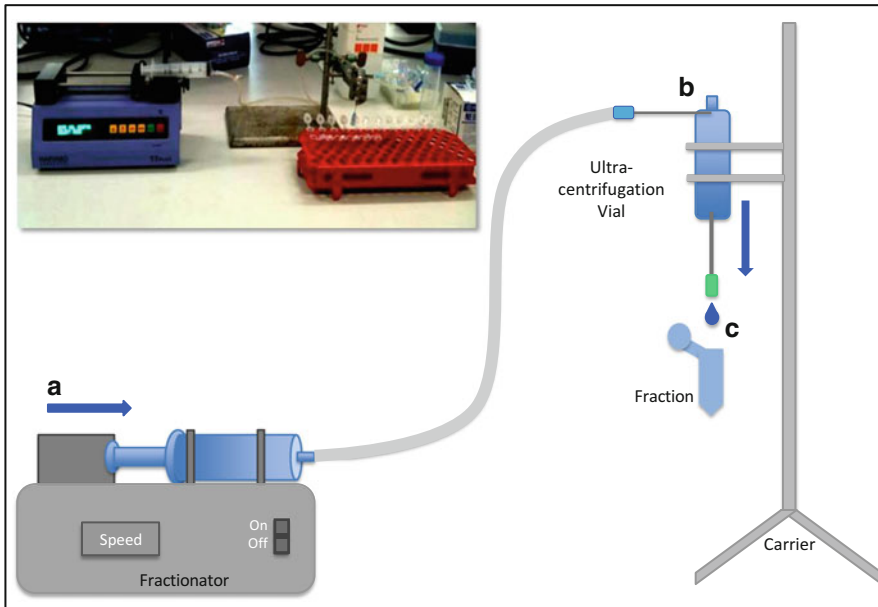 b
Ultra-
centrifugation
Vial
c
Fraction
a
Speed
On
Off
Fractionator
Carrier